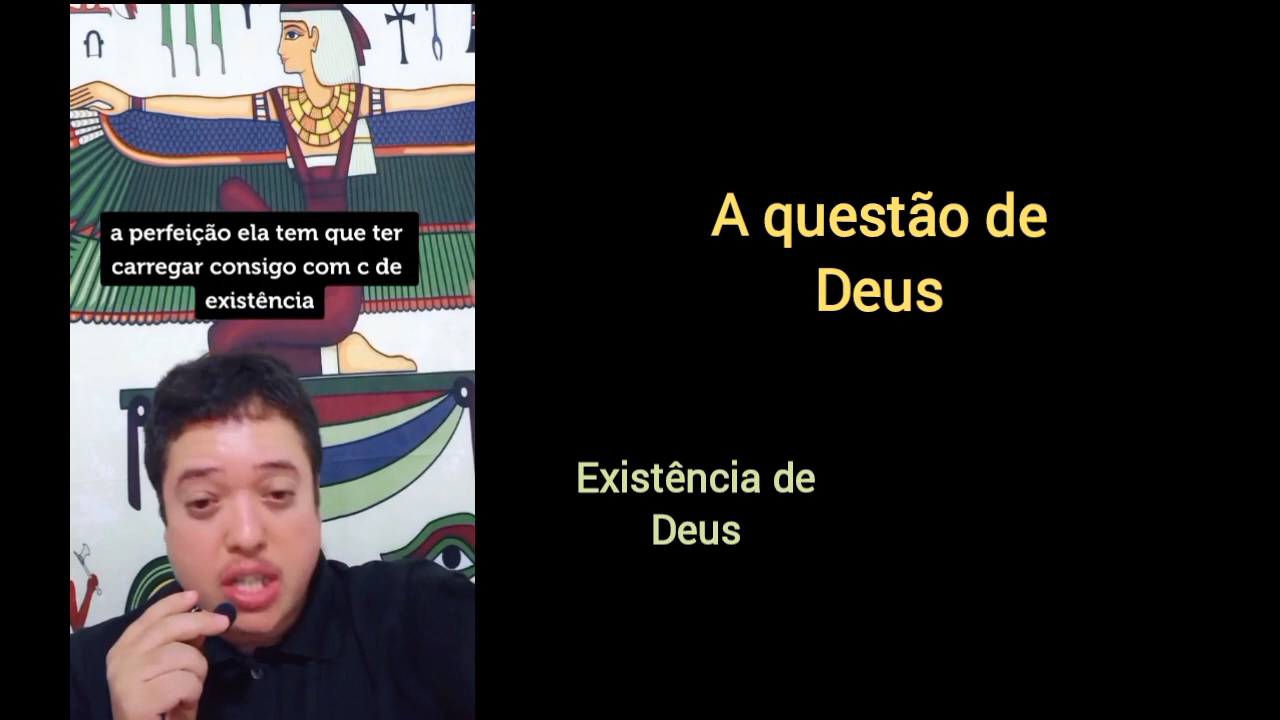 a perfeição ela tem que ter
carregar consigo com c de
existência
A questão de
Deus
Existência de
Deus